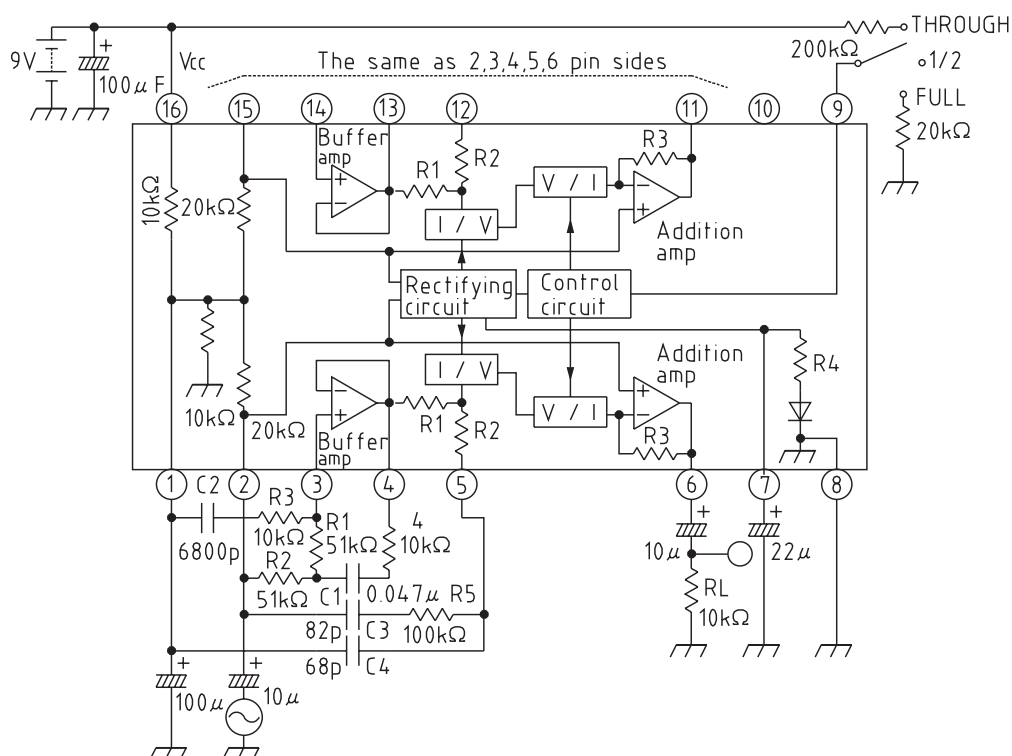 THROUGH
200kΩ
1/2
9V
+
100μF
Vcc
The same as 2,3,4,5,6 pin sides
FULL
20kΩ
16
15
14
13
12
11
10
9
Buffer
amp
+
−
R1
R2
R3
V / I
−
+
10kΩ
20kΩ
I / V
Addition
amp
Rectifying
circuit
Control
circuit
Addition
amp
R4
I / V
V / I
+
−
−
+
10kΩ
20kΩ
Buffer
amp
R1
R2
R3
1
2
3
4
5
6
7
8
C2
R3
6800p
10kΩ
R1
51kΩ
4
10kΩ
R2
51kΩ
C1
0.047μ
R5
82p
C3
100kΩ
68p
C4
+
10μ
+
22μ
RL
10kΩ
+
100μ
+
10μ